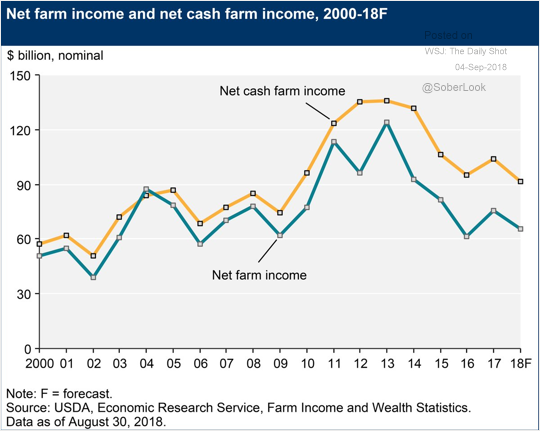 Net farm income and net cash farm income, 2000-18F
Posted on
WSJ: The Daily Shot
04-Sep-2018
@SoberLook
$ billion, nominal
150
120
90
60
30
0
Net cash farm income
Net farm income
2000 01 02 03 04 05 06 07 08 09 10 11 12 13 14 15 16 17 18F
Note: F = forecast.
Source: USDA, Economic Research Service, Farm Income and Wealth Statistics.
Data as of August 30, 2018.